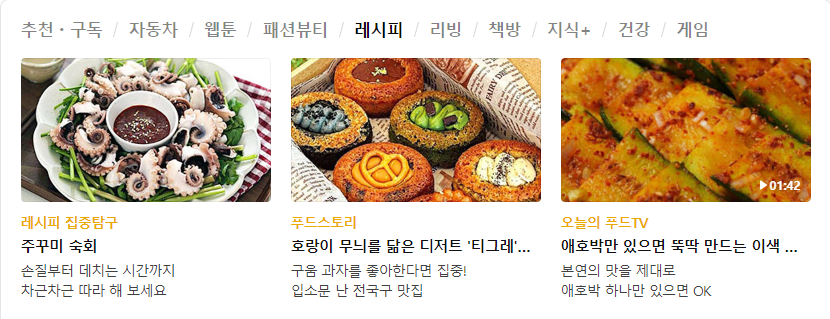 추천 · 구독 / 자동차 / 웹툰 / 패션뷰티 / 레시피 / 리빙 / 책방 / 지식+ / 건강 / 게임
01:42
레시피 집중탐구
주꾸미 숙회
손질부터 데치는 시간까지
차근차근 따라 해 보세요
푸드스토리
호랑이 무늬를 닮은 디저트 '티그레'...
구움 과자를 좋아한다면 집중!
입소문 난 전국구 맛집
오늘의 푸드TV
애호박만 있으면 뚝딱 만드는 이색 ...
본연의 맛을 제대로
애호박 하나만 있으면 OK